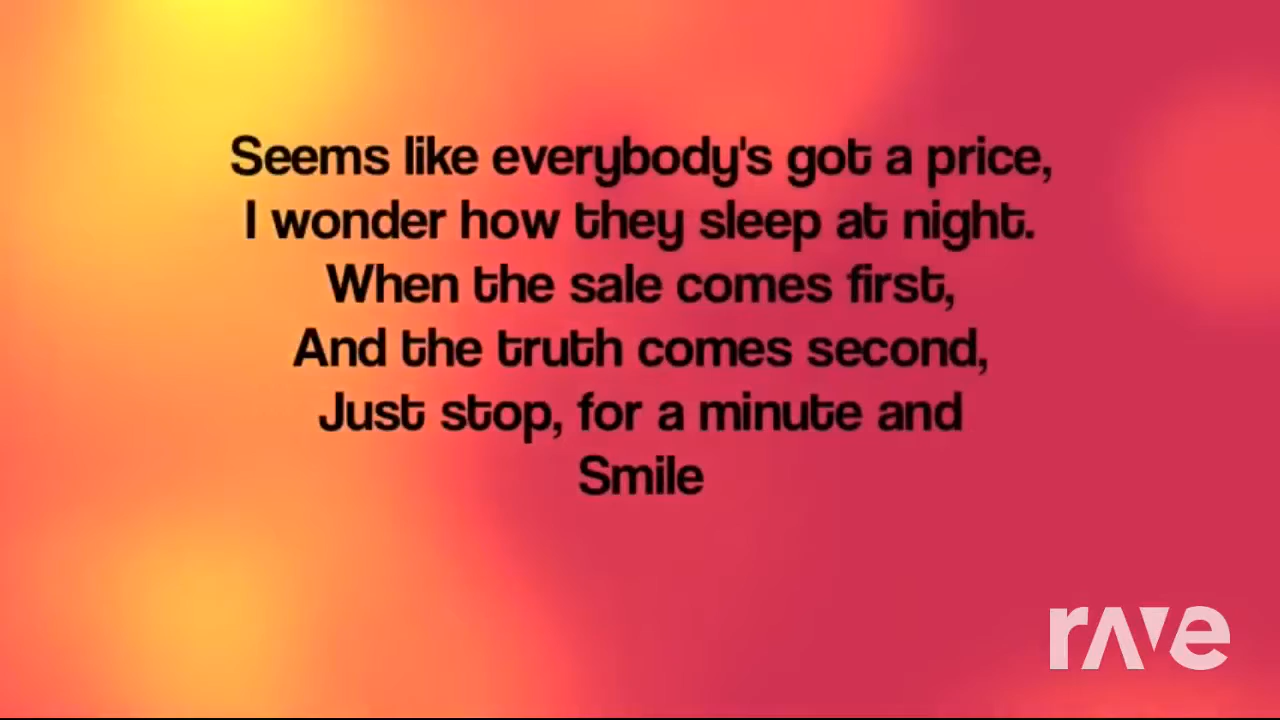 Seems like everybody's got a price,
I wonder how they sleep at night.
When the sale comes first,
And the truth comes second,
Just stop, for a minute and
Smile
rave